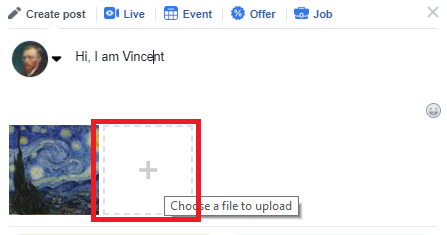 Create post Live Event Offer Job
Hi, I am Vincent
Choose a file to upload